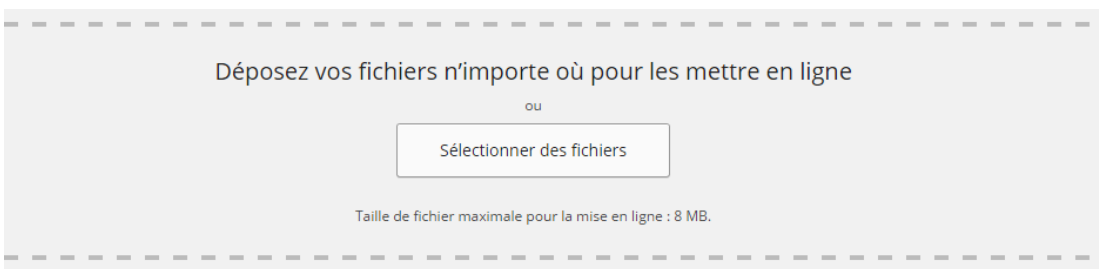 Déposez vos fichiers n’importe où pour les mettre en ligne
ou
Sélectionner des fichiers
Taille de fichier maximale pour la mise en ligne : 8 MB.